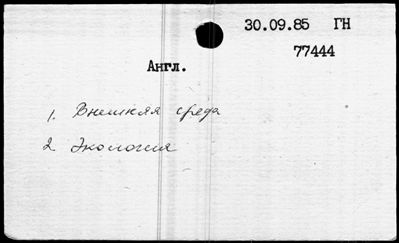 30.09.85 ГН
77444
Англ.
1. Внешняя среда
2 Экология